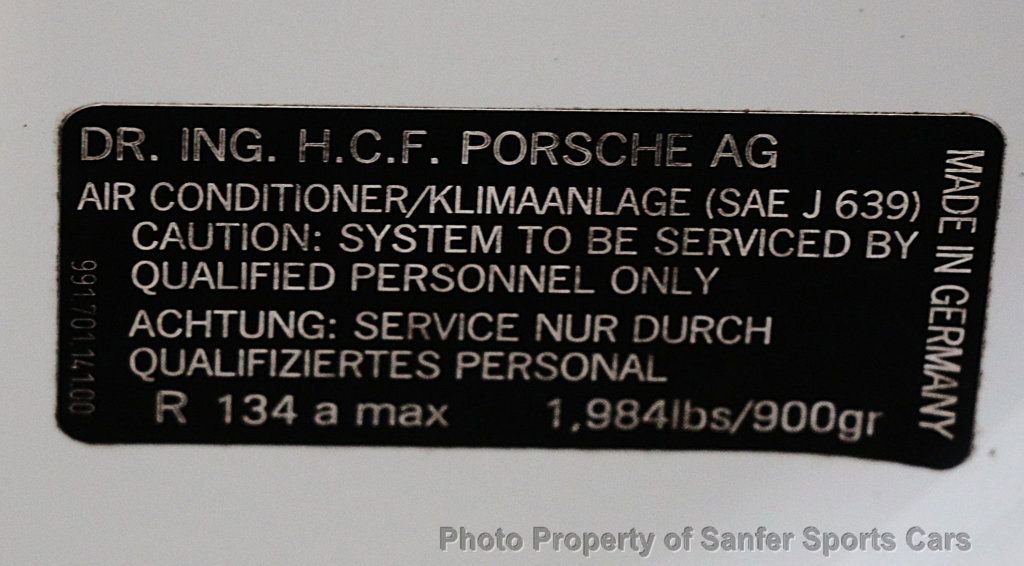 DR. ING. H.C.F. PORSCHE AG
AIR CONDITIONER/KLIMAANLAGE (SAE J 639)
CAUTION: SYSTEM TO BE SERVICED BY
QUALIFIED PERSONNEL ONLY
ACHTUNG: SERVICE NUR DURCH
QUALIFIZIERTES PERSONAL
R 134 a max 1,984lbs/900gr
MADE IN GERMANY
99170114100
Photo Property of Sanfer Sports Cars